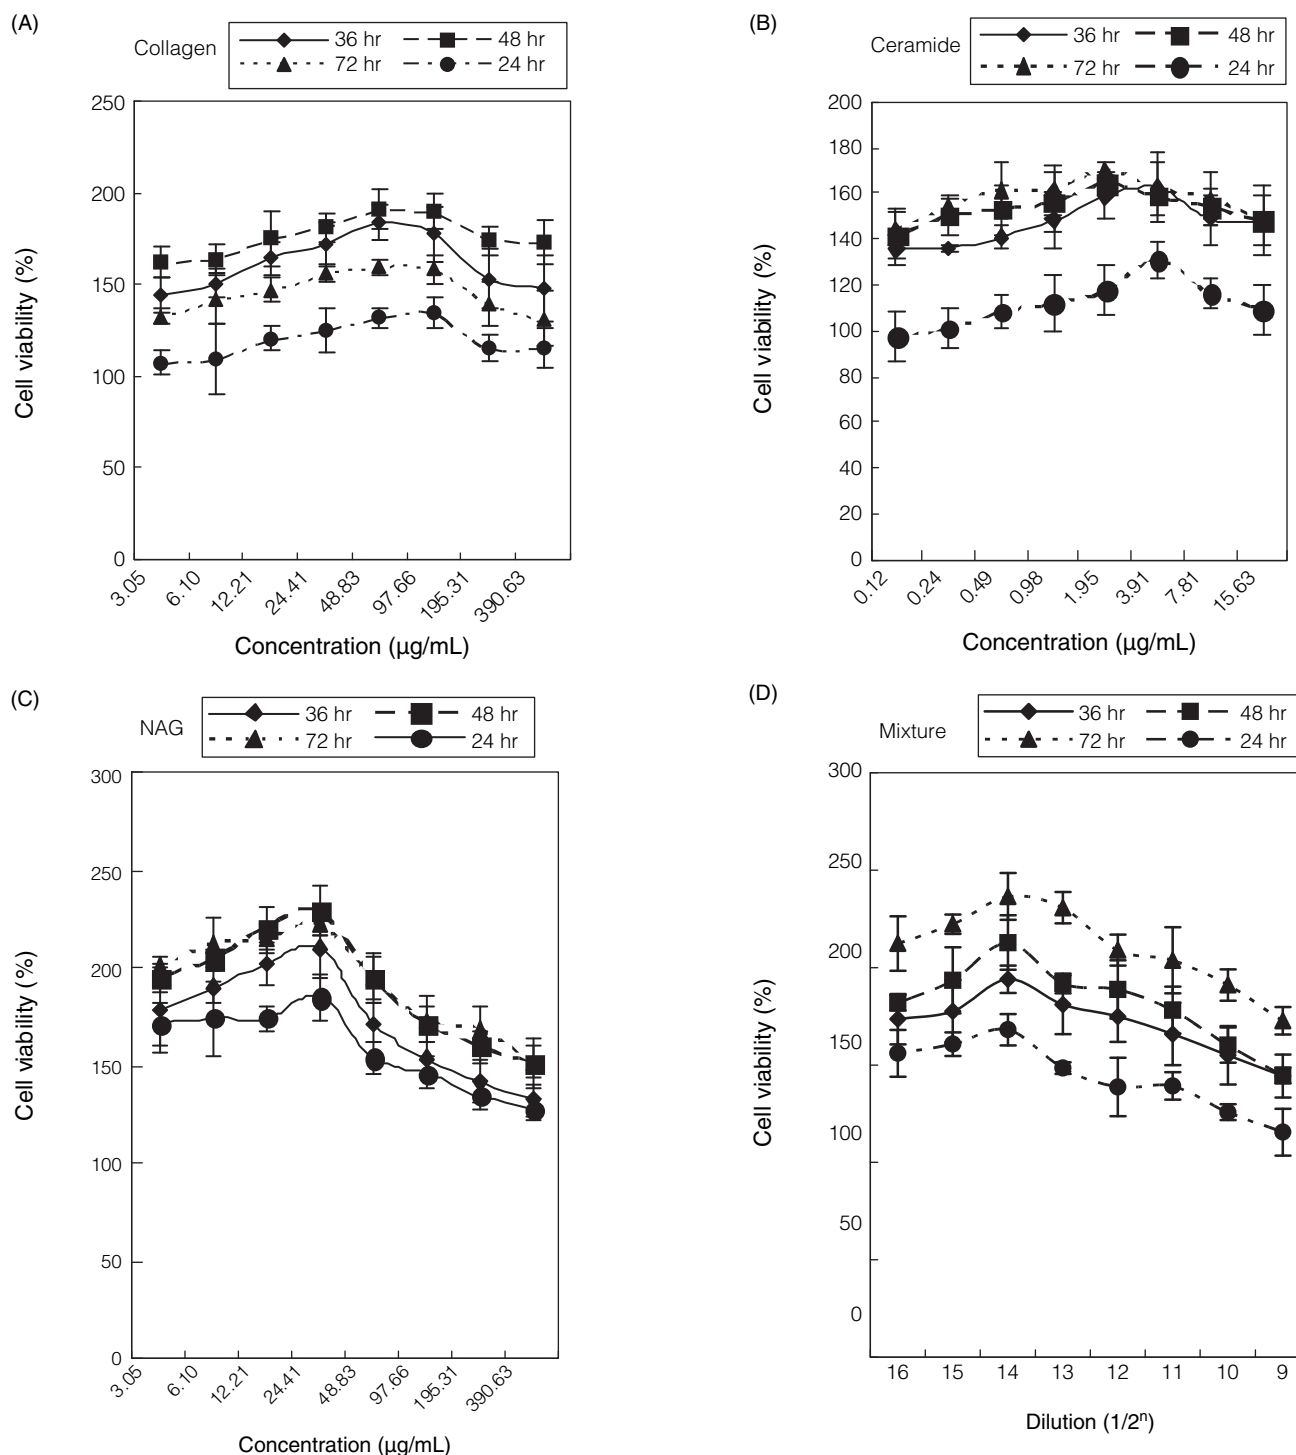 (A)
Collagen
36 hr
48 hr
72 hr
24 hr
250
200
150
100
50
0
Cell viability (%)
3.05
6.10
12.21
24.41
48.83
97.66
195.31
390.63
Concentration (µg/mL)
(B)
Ceramide
36 hr
48 hr
72 hr
24 hr
200
180
160
140
120
100
80
60
40
20
0
Cell viability (%)
0.12
0.24
0.49
0.98
1.95
3.91
7.81
15.63
Concentration (µg/mL)
(C)
NAG
36 hr
48 hr
72 hr
24 hr
300
250
200
150
100
50
0
Cell viability (%)
3.05
6.10
12.21
24.41
48.83
97.66
195.31
390.63
Concentration (µg/mL)
(D)
Mixture
36 hr
48 hr
72 hr
24 hr
300
250
200
150
100
50
0
Cell viability (%)
16 15 14 13 12 11 10 9
Dilution (1/2ⁿ)